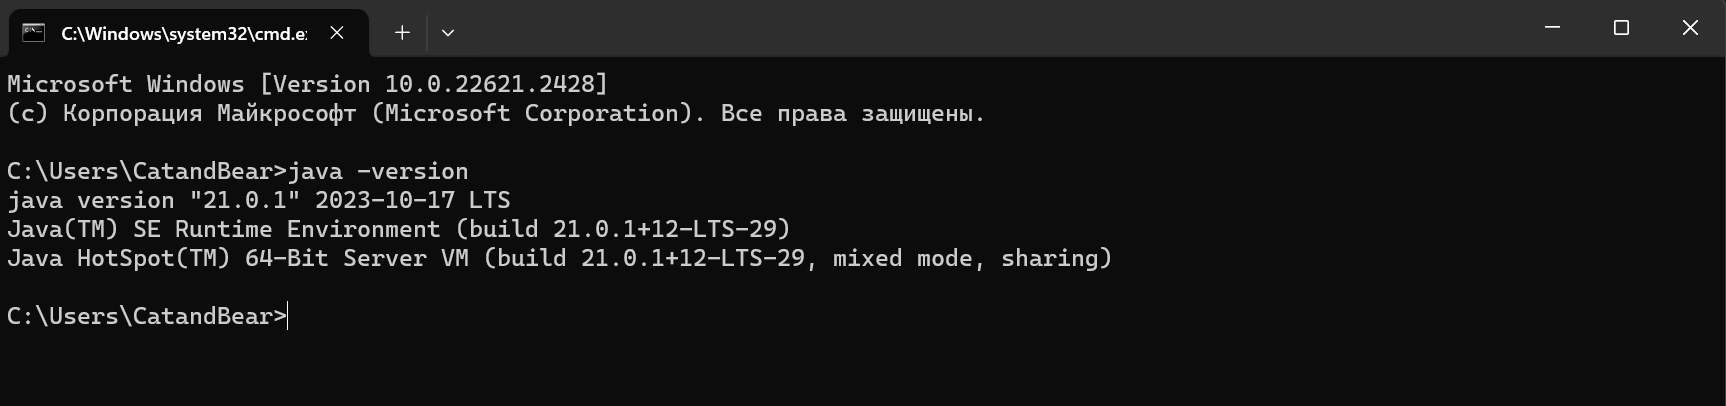 C:\Windows\system32\cmd.e
Microsoft Windows [Version 10.0.22621.2428]
(c) Корпорация Майкрософт (Microsoft Corporation). Все права защищены.
C:\Users\CatandBear>java -version
java version "21.0.1" 2023-10-17 LTS
Java(TM) SE Runtime Environment (build 21.0.1+12-LTS-29)
Java HotSpot(TM) 64-Bit Server VM (build 21.0.1+12-LTS-29, mixed mode, sharing)
C:\Users\CatandBear>